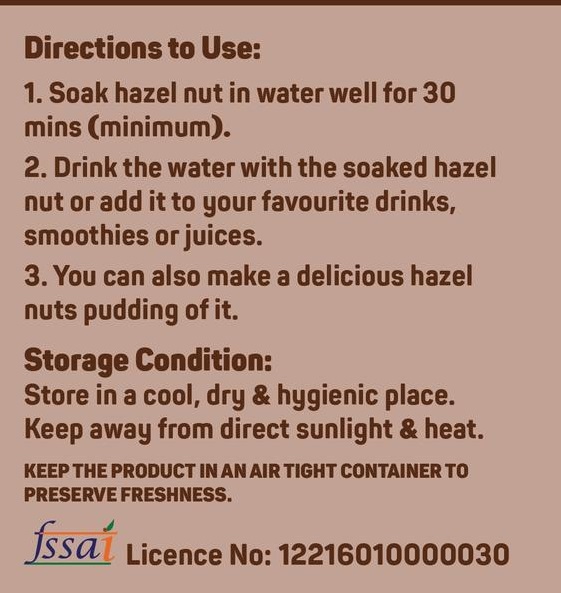 Directions to Use:
1. Soak hazel nut in water well for 30
mins (minimum).
2. Drink the water with the soaked hazel
nut or add it to your favourite drinks,
smoothies or juices.
3. You can also make a delicious hazel
nuts pudding of it.
Storage Condition:
Store in a cool, dry & hygienic place.
Keep away from direct sunlight & heat.
KEEP THE PRODUCT IN AN AIR TIGHT CONTAINER TO
PRESERVE FRESHNESS.
fssai Licence No: 12216010000030